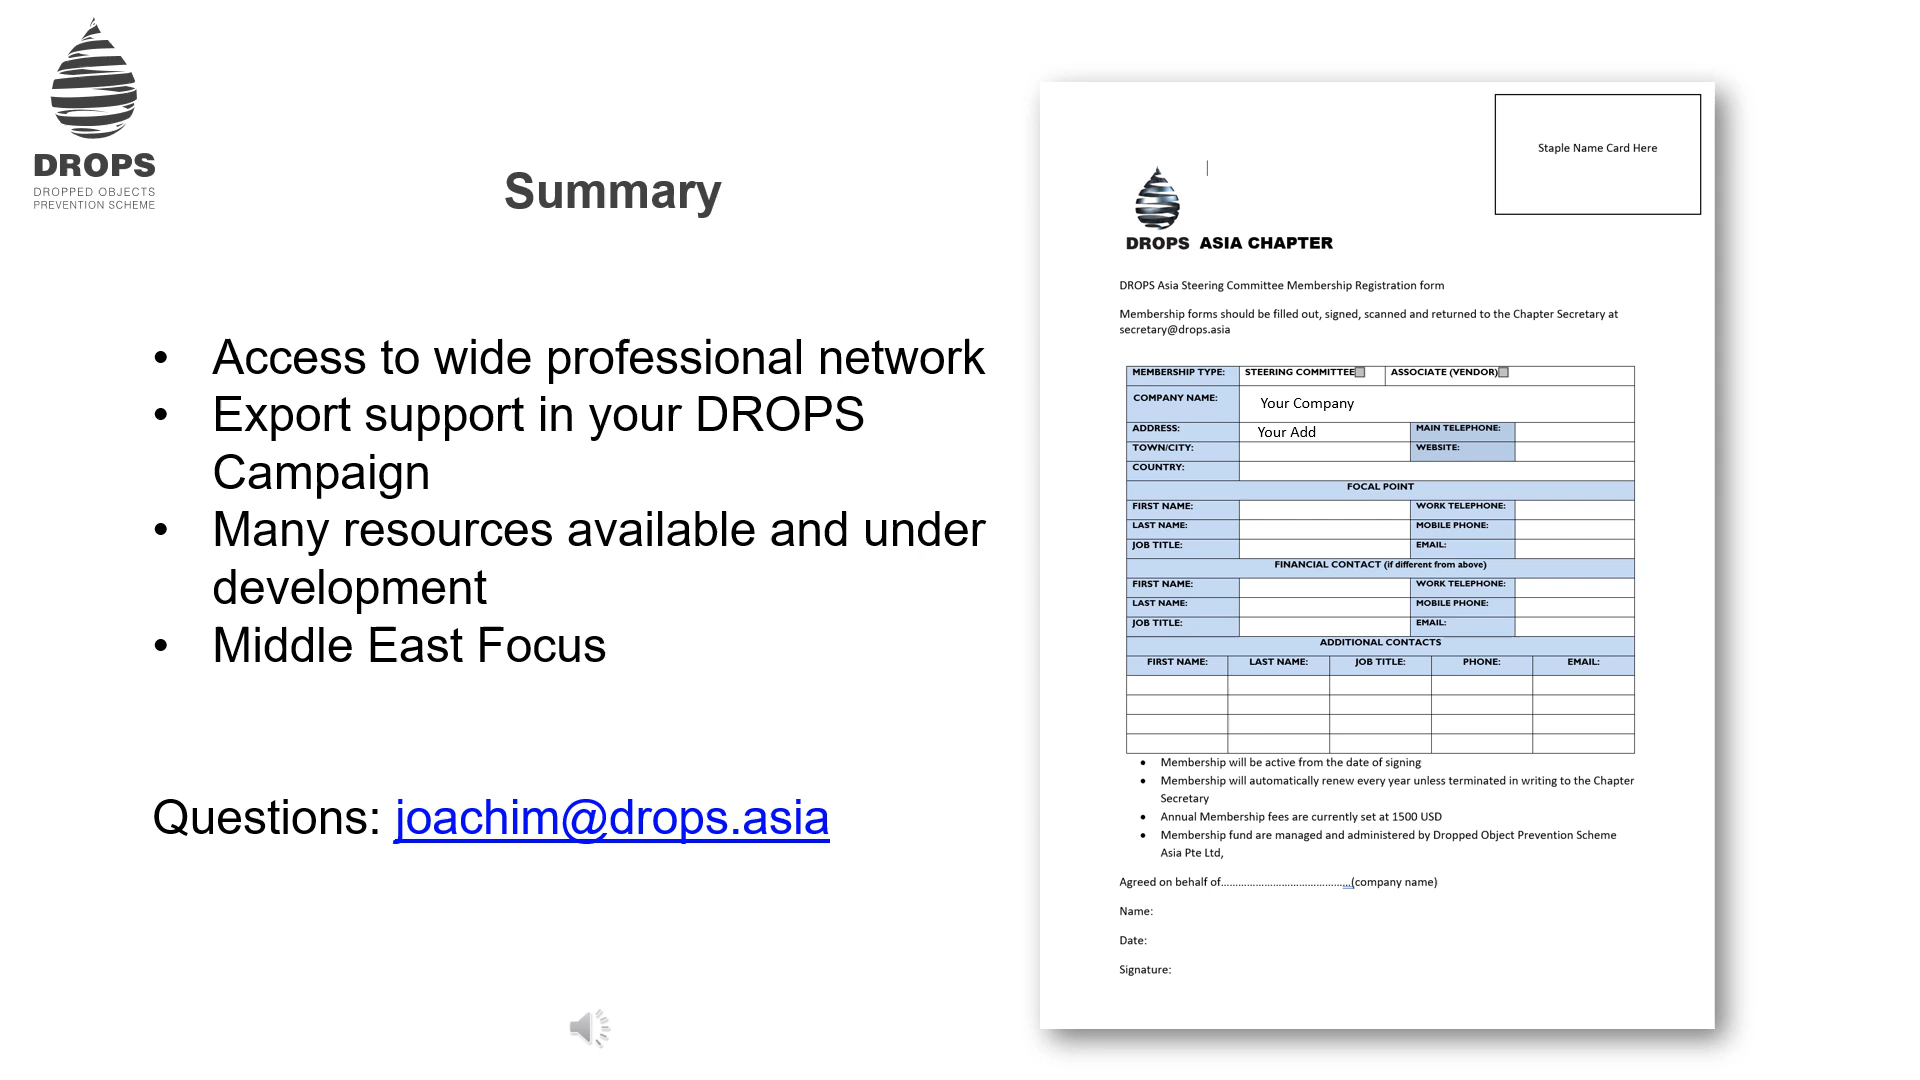 DROPS
DROPPED OBJECTS
PREVENTION SCHEME
Summary
• Access to wide professional network
• Export support in your DROPS
Campaign
• Many resources available and under
development
• Middle East Focus
Questions: joachim@drops.asia
Staple Name Card Here
DROPS ASIA CHAPTER
DROPS Asia Steering Committee Membership Registration form
Membership forms should be filled out, signed, scanned and returned to the Chapter Secretary at
secretary@drops.asia
MEMBERSHIP TYPE: STEERING COMMITTEE ASSOCIATE (VENDOR)
COMPANY NAME: Your Company
ADDRESS: Your Add MAIN TELEPHONE:
TOWN/CITY: WEBSITE:
COUNTRY:
FOCAL POINT
FIRST NAME: WORK TELEPHONE:
LAST NAME: MOBILE PHONE:
JOB TITLE: EMAIL:
FINANCIAL CONTACT (if different from above)
FIRST NAME: WORK TELEPHONE:
LAST NAME: MOBILE PHONE:
JOB TITLE: EMAIL:
ADDITIONAL CONTACTS
FIRST NAME: LAST NAME: JOB TITLE: PHONE: EMAIL:
• Membership will be active from the date of signing
• Membership will automatically renew every year unless terminated in writing to the Chapter
Secretary
• Annual Membership fees are currently set at 1500 USD
• Membership fund are managed and administered by Dropped Object Prevention Scheme
Asia Pte Ltd,
Agreed on behalf of..........................................(company name)
Name:
Date:
Signature: